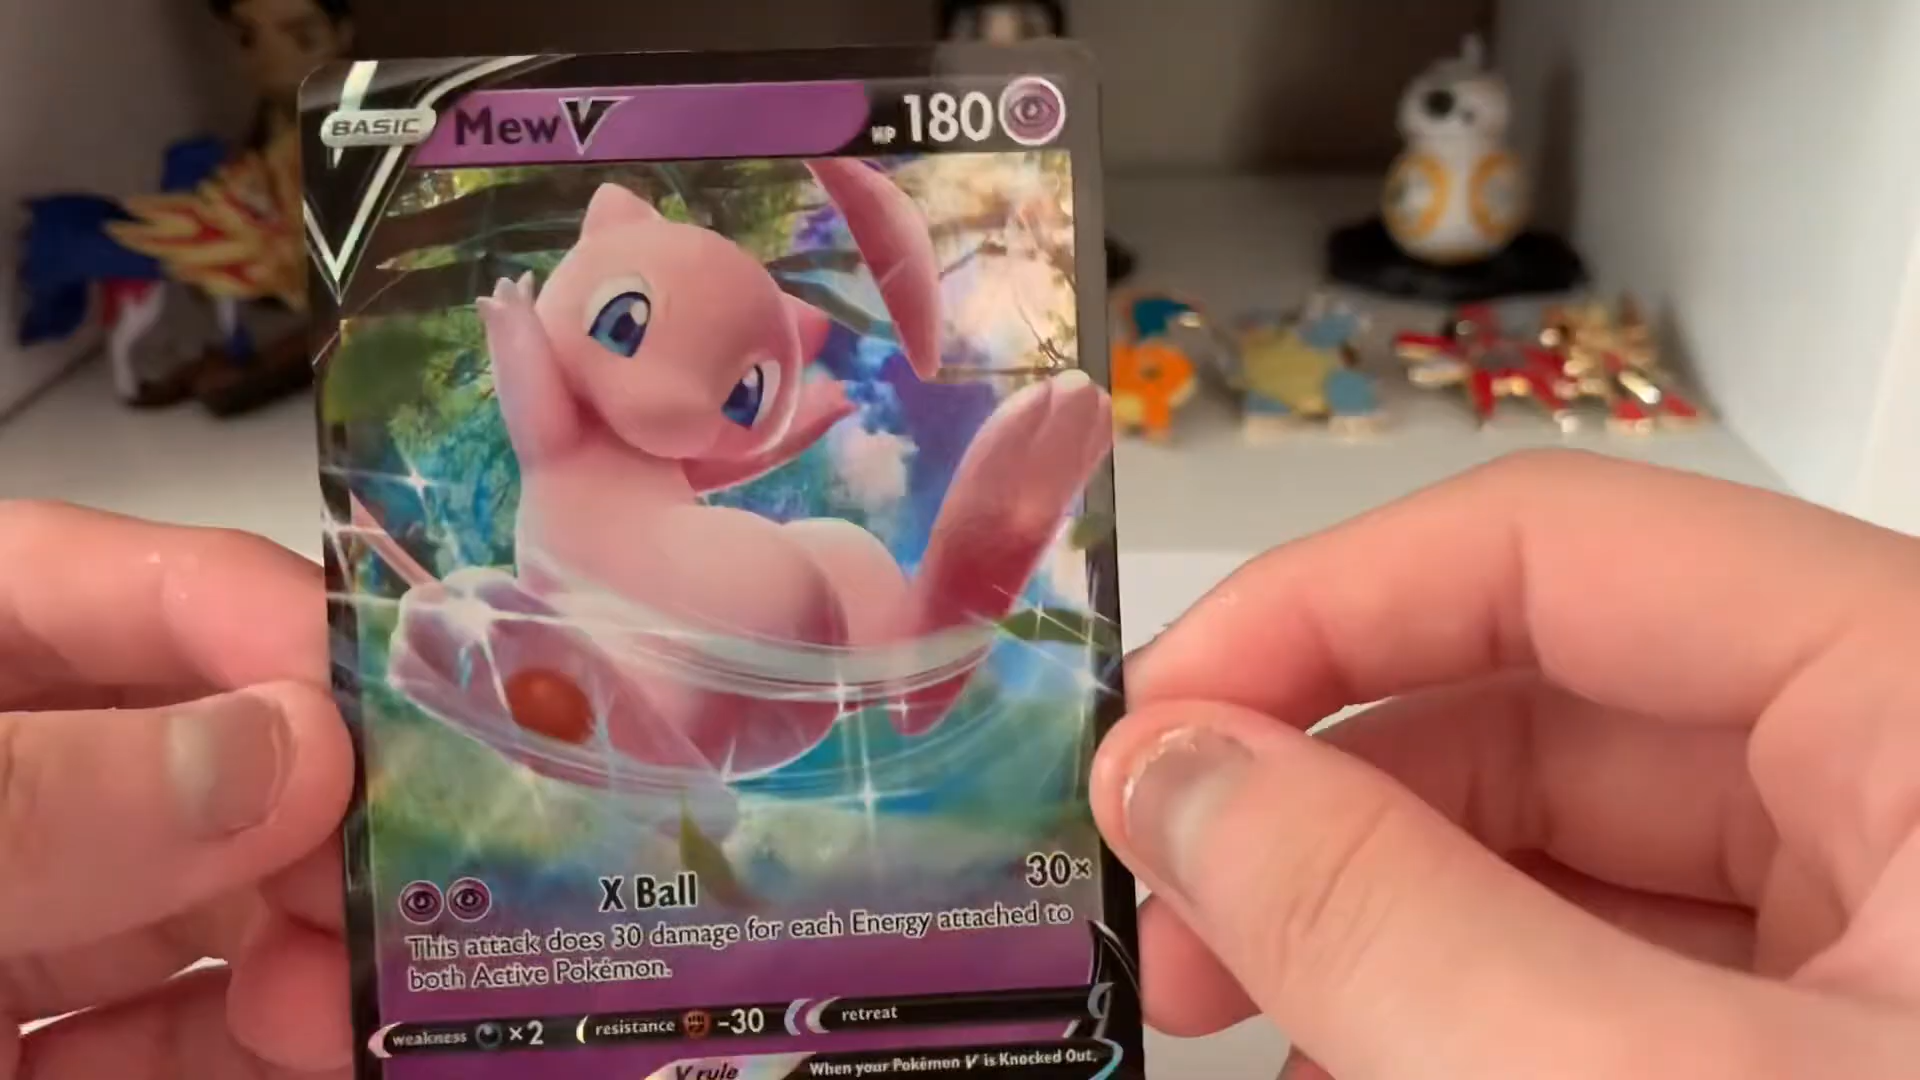 BASIC Mew V HP 180
X Ball 30×
This attack does 30 damage for each Energy attached to
both Active Pokémon.
weakness ×2 resistance -30 retreat
V rule When your Pokémon V is Knocked Out,